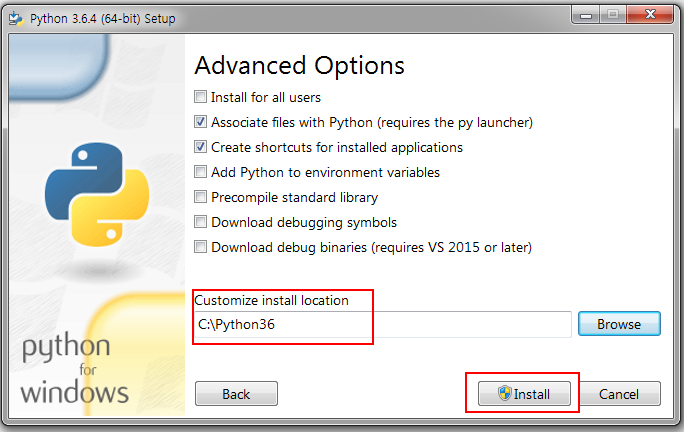 Python 3.6.4 (64-bit) Setup
Advanced Options
Install for all users
Associate files with Python (requires the py launcher)
Create shortcuts for installed applications
Add Python to environment variables
Precompile standard library
Download debugging symbols
Download debug binaries (requires VS 2015 or later)
Customize install location
C:\Python36
Browse
python
for
windows
Back
Install
Cancel